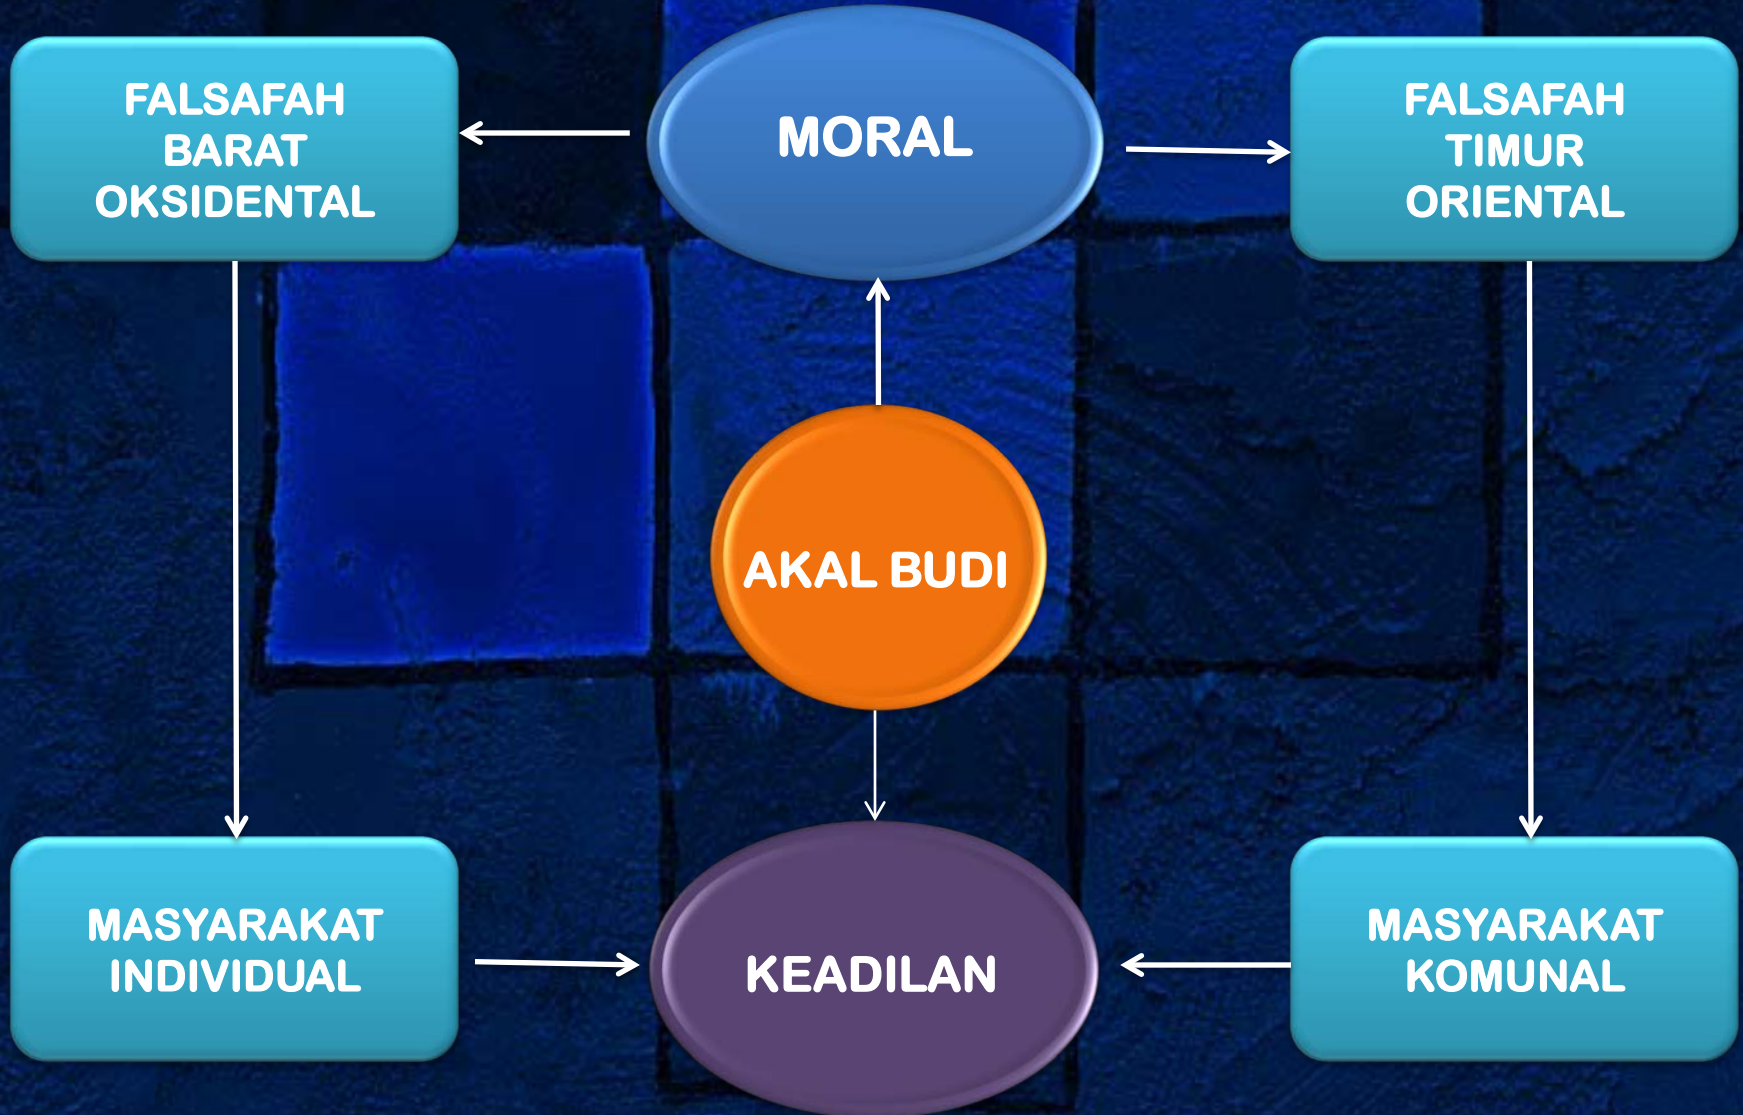 FALSAFAH
BARAT
OKSIDENTAL
MORAL
FALSAFAH
TIMUR
ORIENTAL
AKAL BUDI
MASYARAKAT
INDIVIDUAL
KEADILAN
MASYARAKAT
KOMUNAL